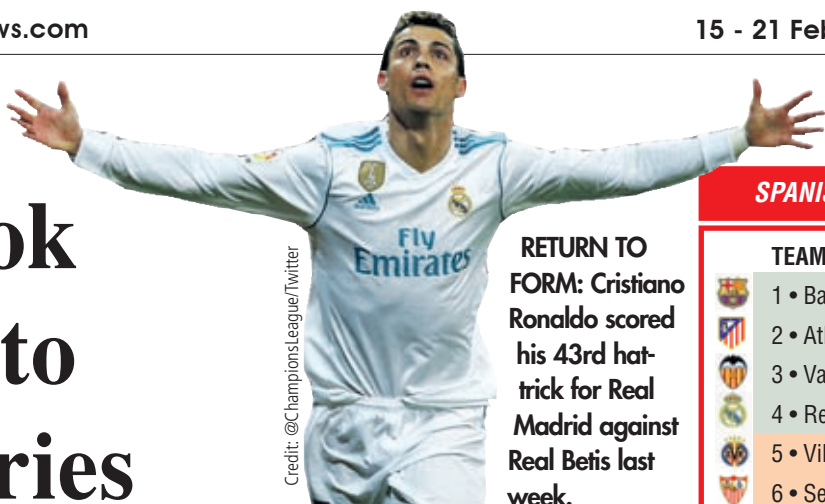 ws.com
15 - 21 Feb
ok
to
ries
Credit: @ChampionsLeague/Twitter
Fly
Emirates
RETURN TO
FORM: Cristiano
Ronaldo scored
his 43rd hat-
trick for Real
Madrid against
Real Betis last
week.
SPANIS
TEAM
1 • Ba
2 • At
3 • Va
4 • Re
5 • Vil
6 • Se